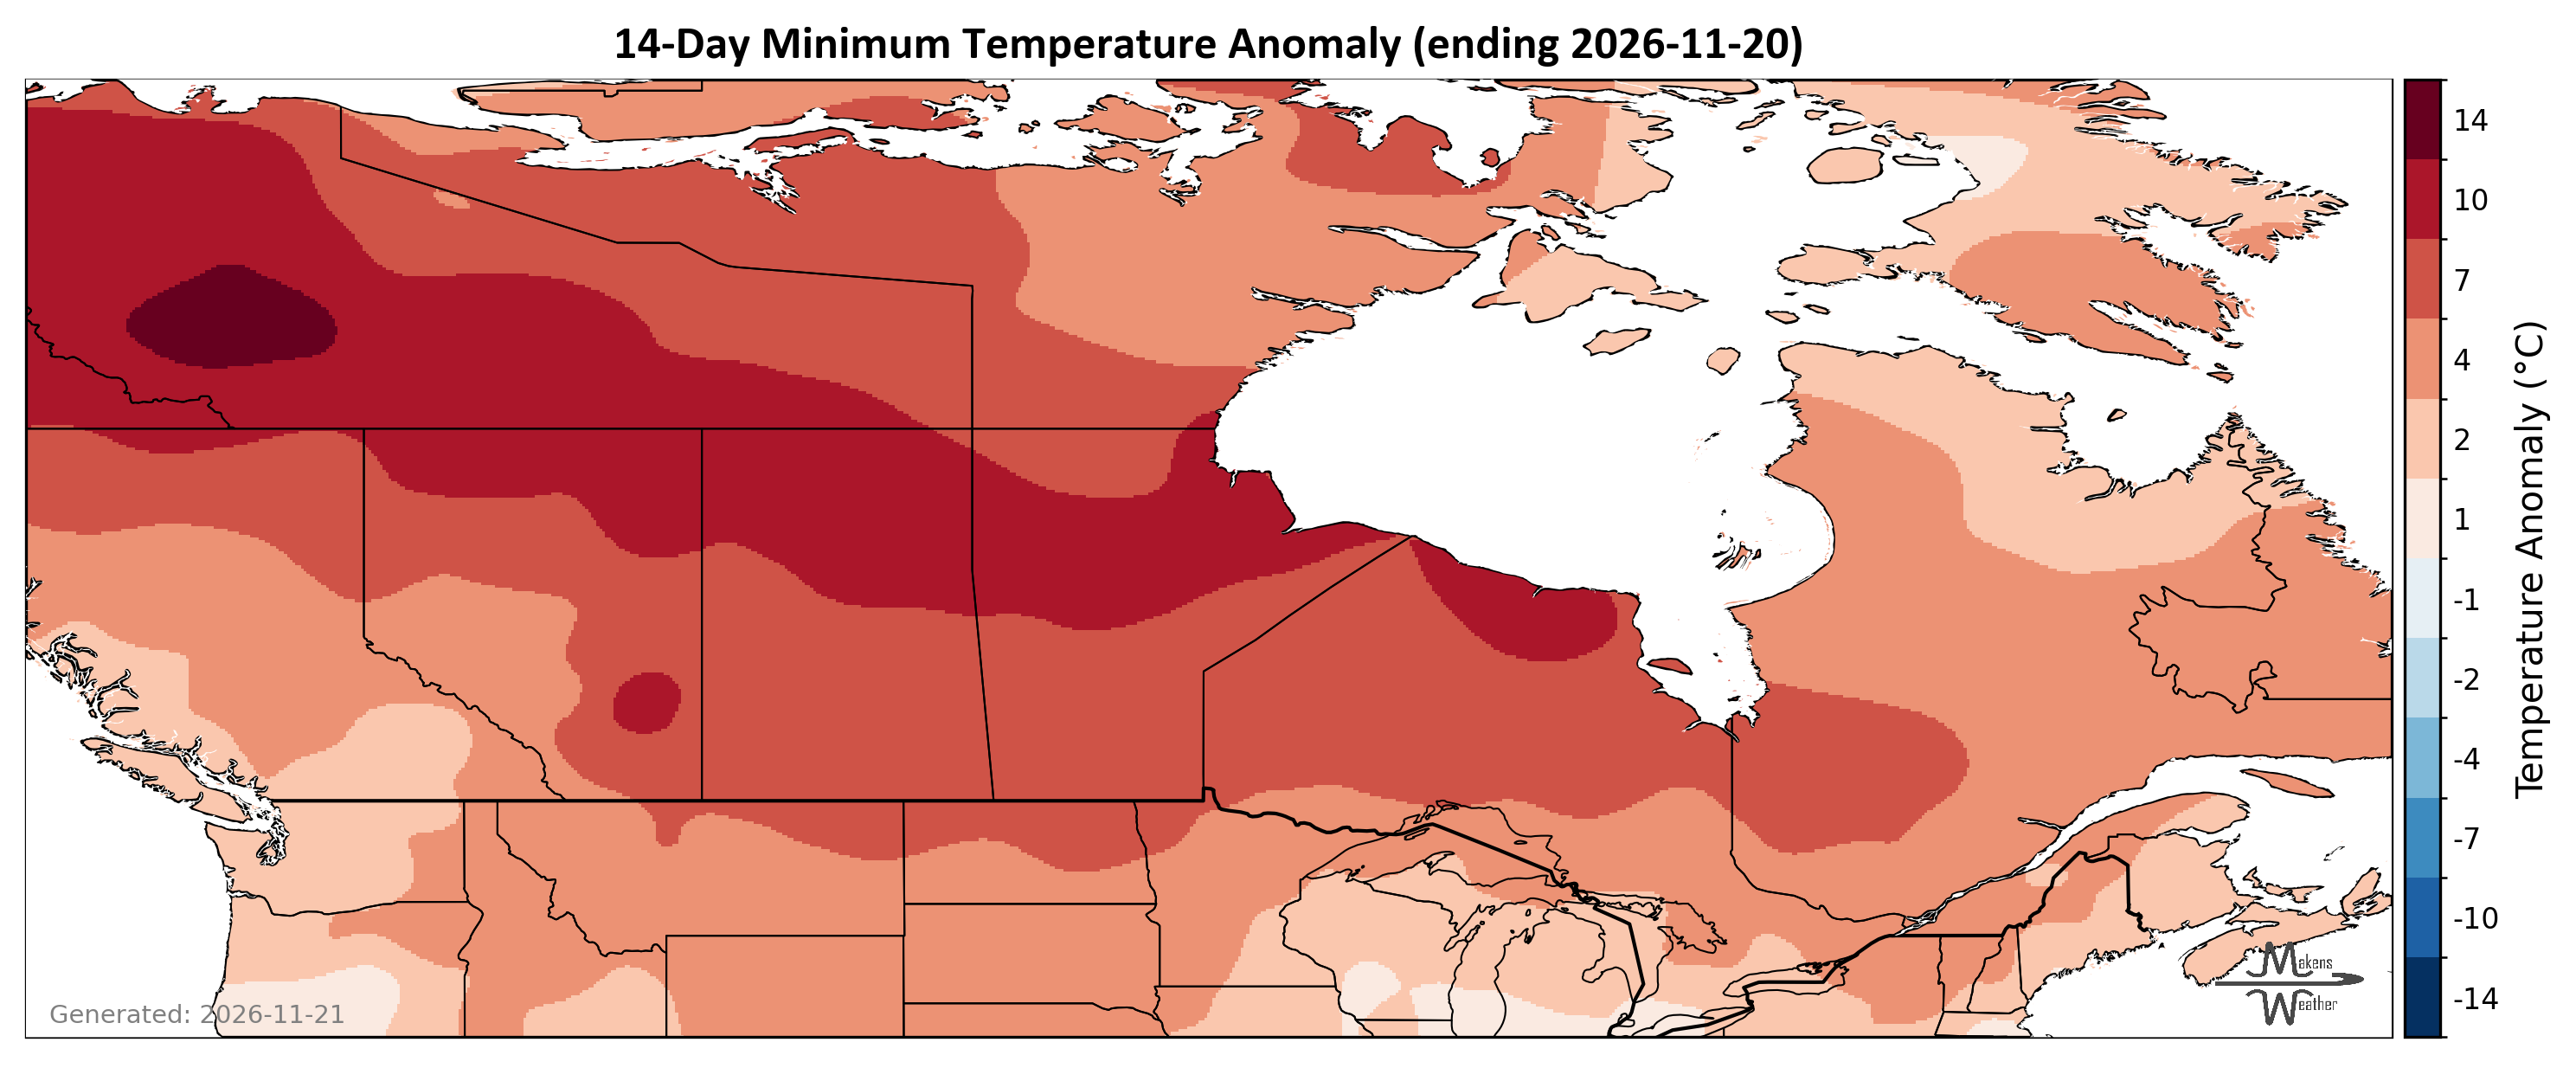 14-Day Minimum Temperature Anomaly (ending 2026-11-20)
14
10
7
4
2
1
-1
-2
-4
-7
-10
-14
Temperature Anomaly (°C)
Generated: 2026-11-21
Makens
Weather